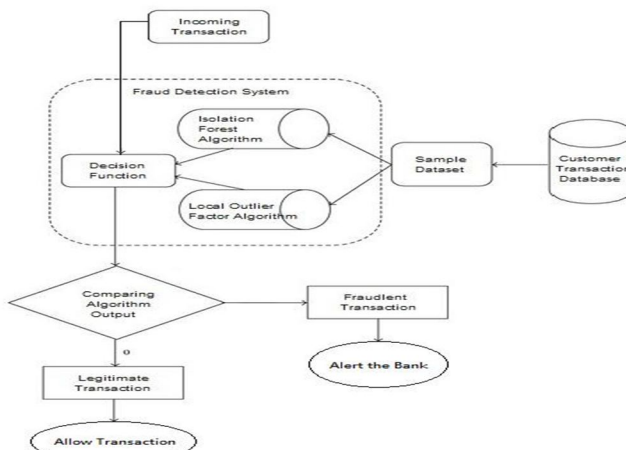 Incoming
Transaction
Fraud Detection System
Isolation
Forest
Algorithm
Decision
Function
Sample
Dataset
Customer
Transaction
Database
Local Outlier
Factor Algorithm
Comparing
Algorithm
Output
Fraudlent
Transaction
0
Alert the Bank
Legitimate
Transaction
Allow Transaction